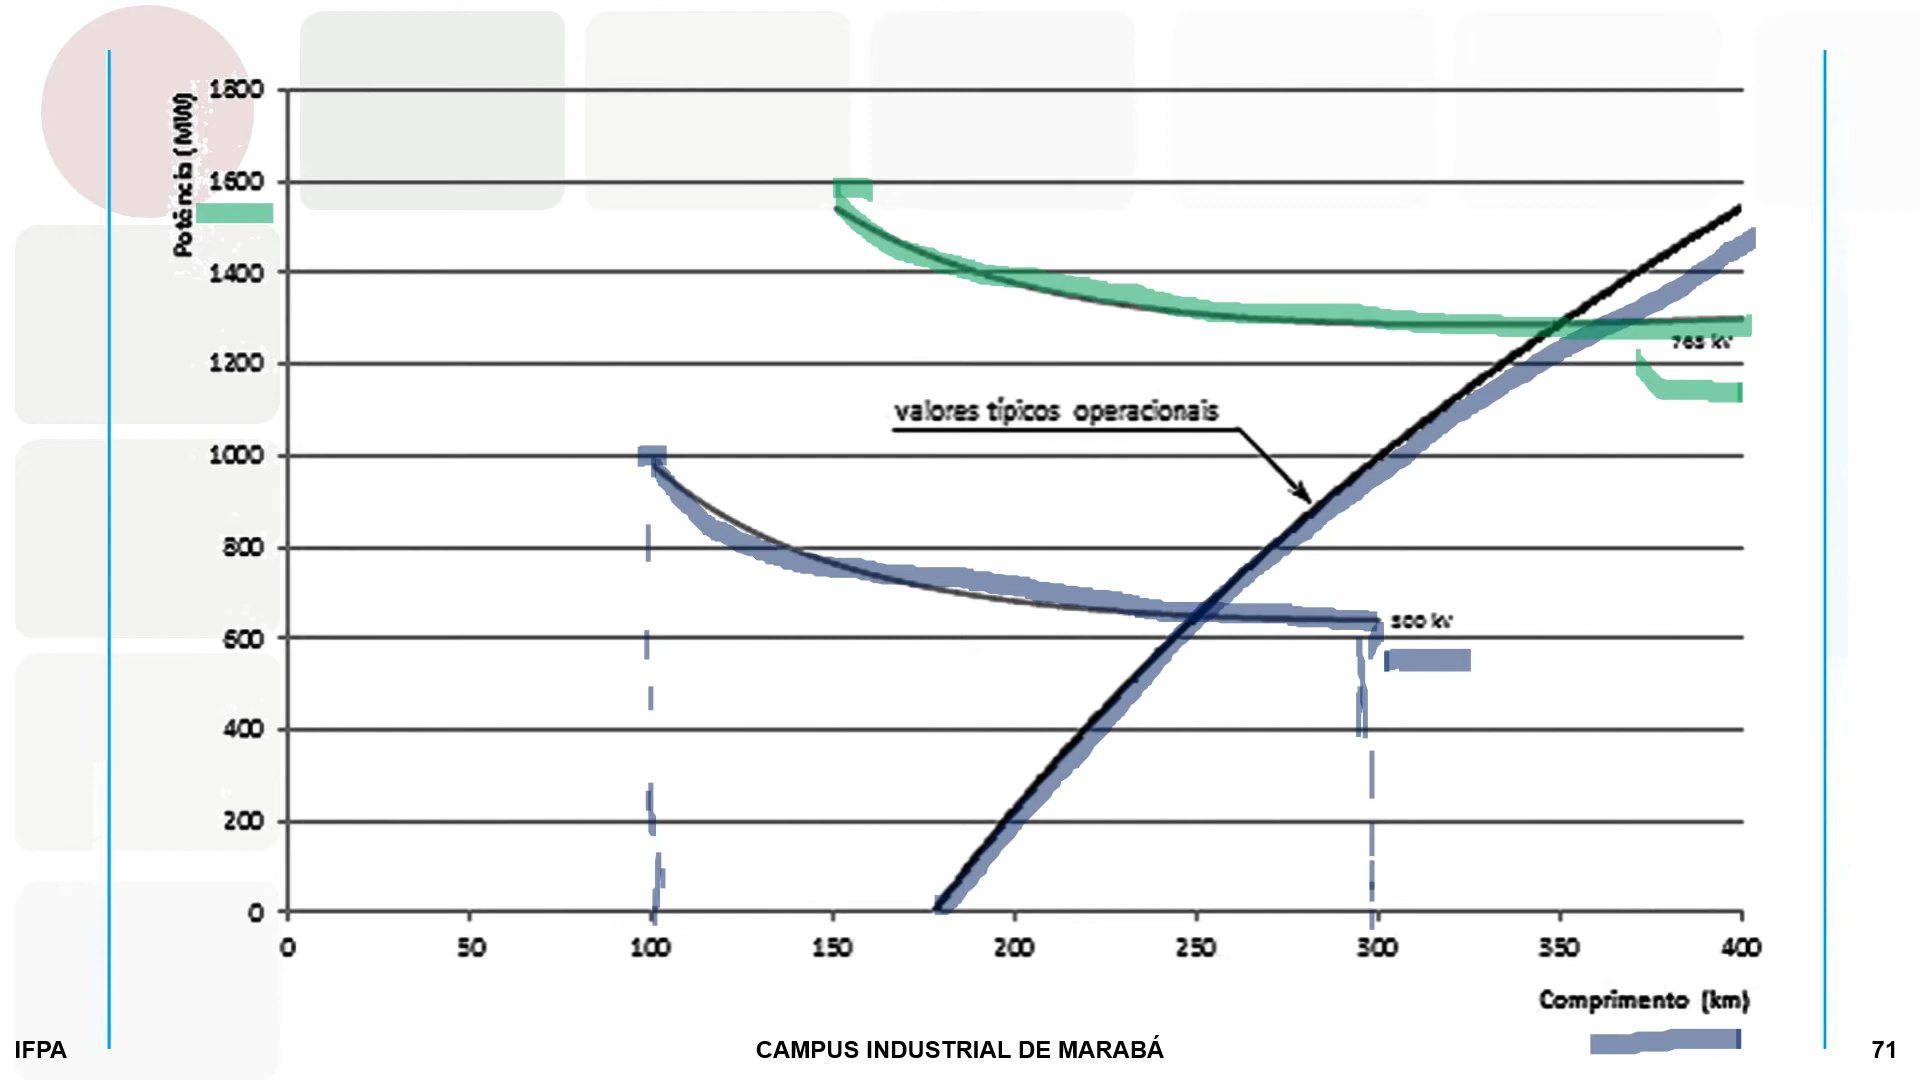 Potência (MW)
1800
1600
1400
1200
1000
800
600
400
200
0
valores típicos operacionais
765 kV
500 kV
0 50 100 150 200 250 300 350 400
Comprimento (km)
IFPA
CAMPUS INDUSTRIAL DE MARABÁ
71